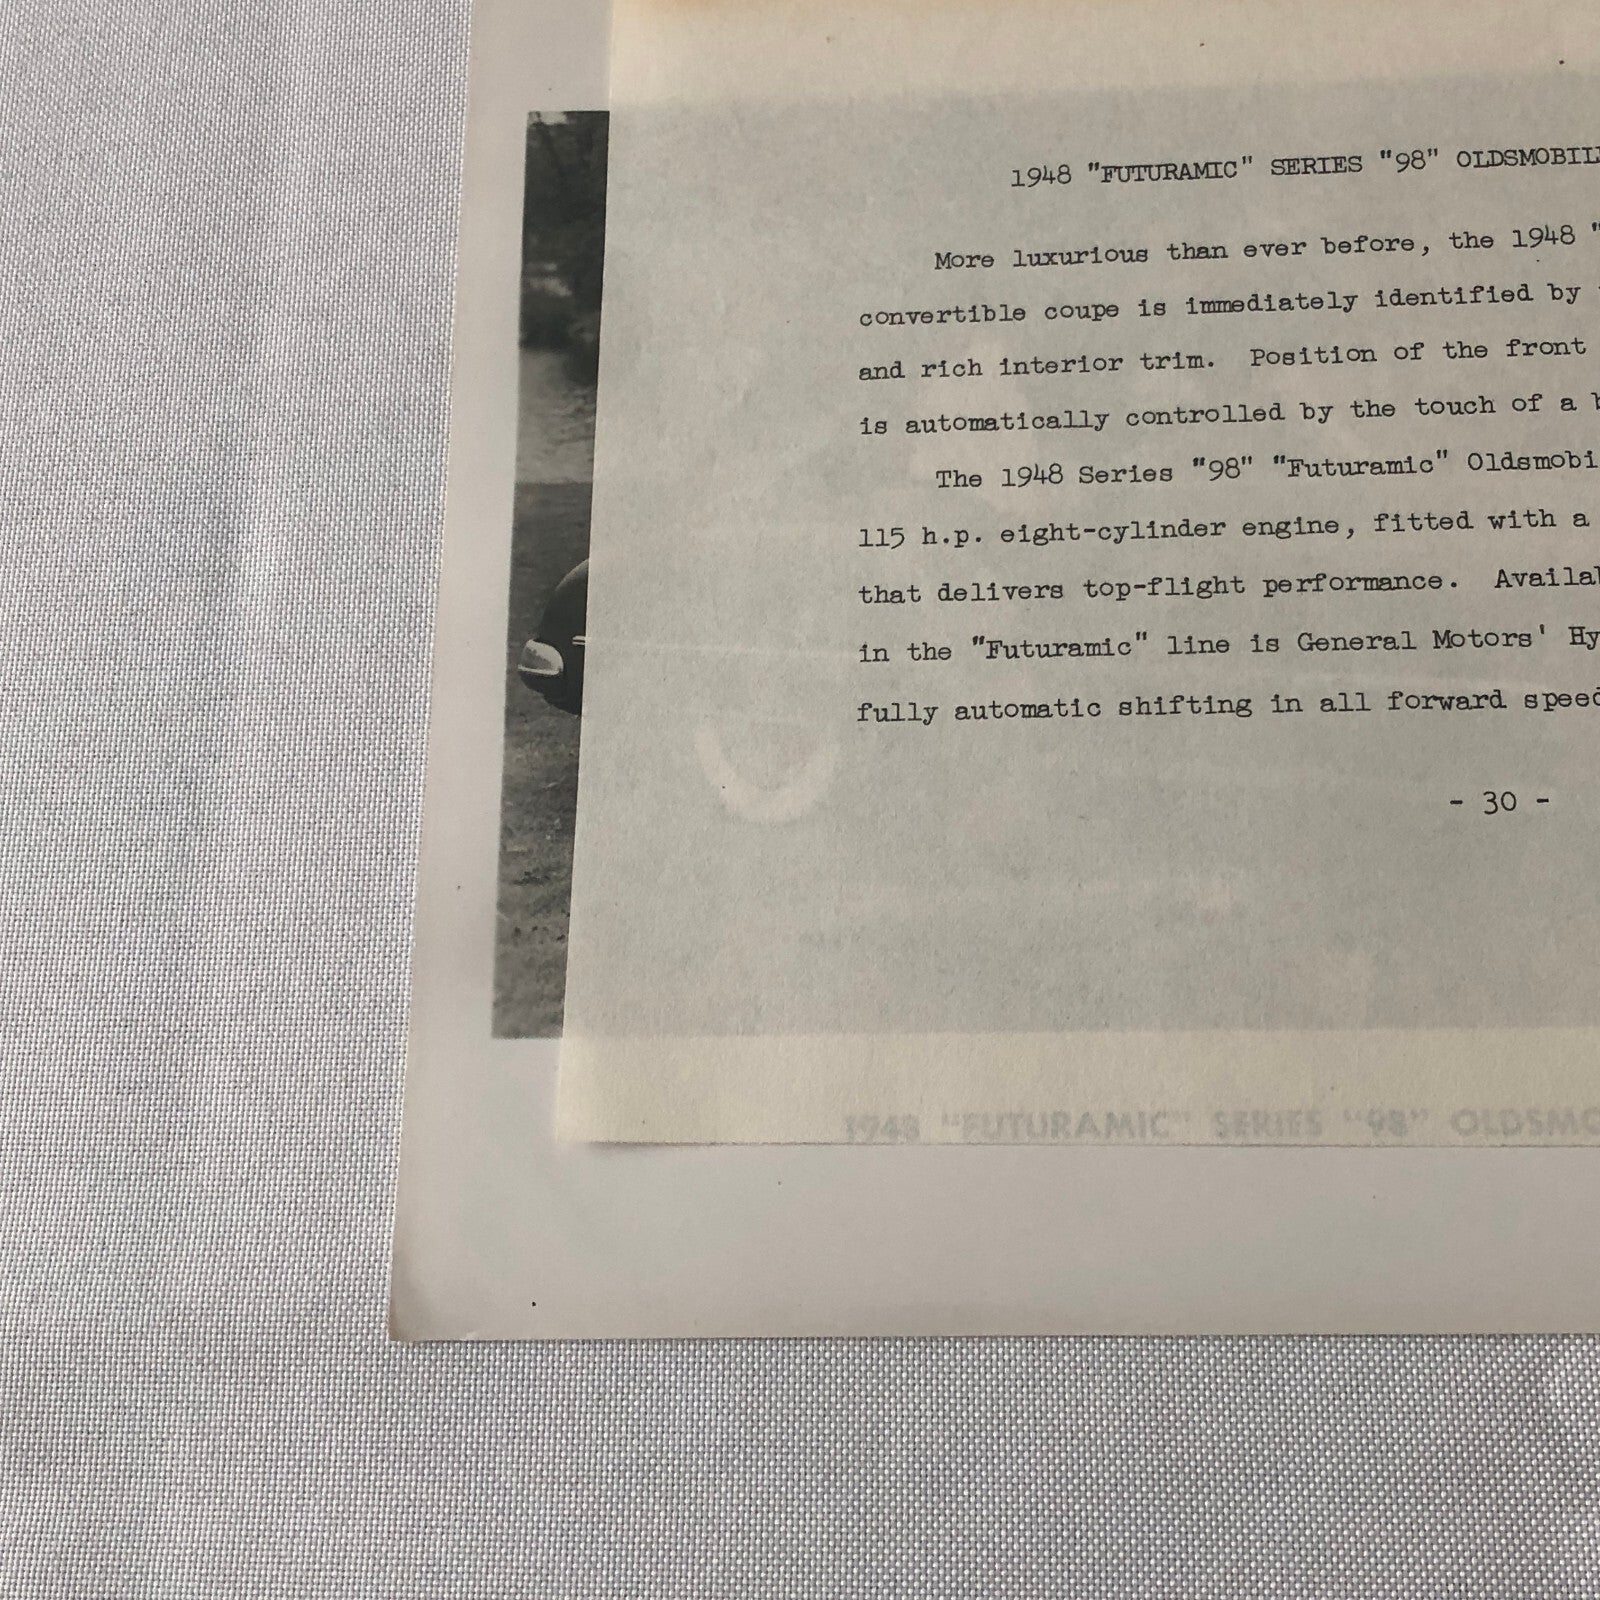 1948 "FUTURAMIC" SERIES "98" OLDSMOBIL
More luxurious than ever before, the 1948 "
convertible coupe is immediately identified by
and rich interior trim. Position of the front
is automatically controlled by the touch of a
The 1948 Series "98" "Futuramic" Oldsmobi
115 h.p. eight-cylinder engine, fitted with a
that delivers top-flight performance. Availa
in the "Futuramic" line is General Motors' Hy
fully automatic shifting in all forward speed
- 30 -
1948 "FUTURAMIC" SERIES "98" OLDSMO